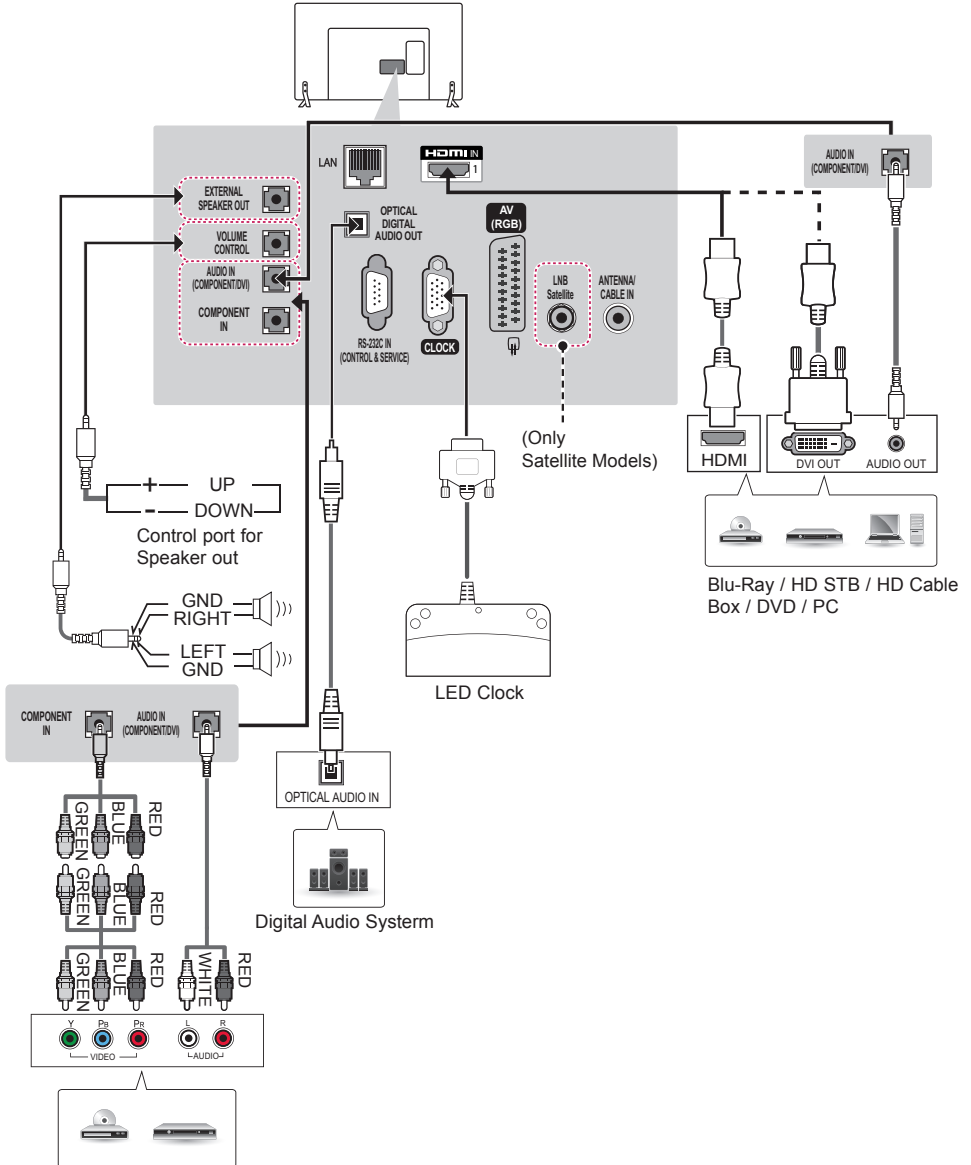 LAN
HDMI IN
1
AUDIO IN
(COMPONENT/DVI)
EXTERNAL
SPEAKER OUT
OPTICAL
DIGITAL
AUDIO OUT
AV
(RGB)
VOLUME
CONTROL
AUDIO IN
(COMPONENT/DVI)
COMPONENT
IN
LNB
Satellite
ANTENNA/
CABLE IN
RS-232C IN
(CONTROL & SERVICE)
CLOCK
(Only
Satellite Models)
HDMI
DVI OUT
AUDIO OUT
+ UP
- DOWN
Control port for
Speaker out
Blu-Ray / HD STB / HD Cable
Box / DVD / PC
GND
RIGHT
LEFT
GND
LED Clock
COMPONENT
IN
AUDIO IN
(COMPONENT/DVI)
OPTICAL AUDIO IN
Digital Audio Systerm
GREEN
BLUE
RED
GREEN
BLUE
RED
GREEN
BLUE
RED
WHITE
RED
Y PB PR L R
VIDEO
AUDIO